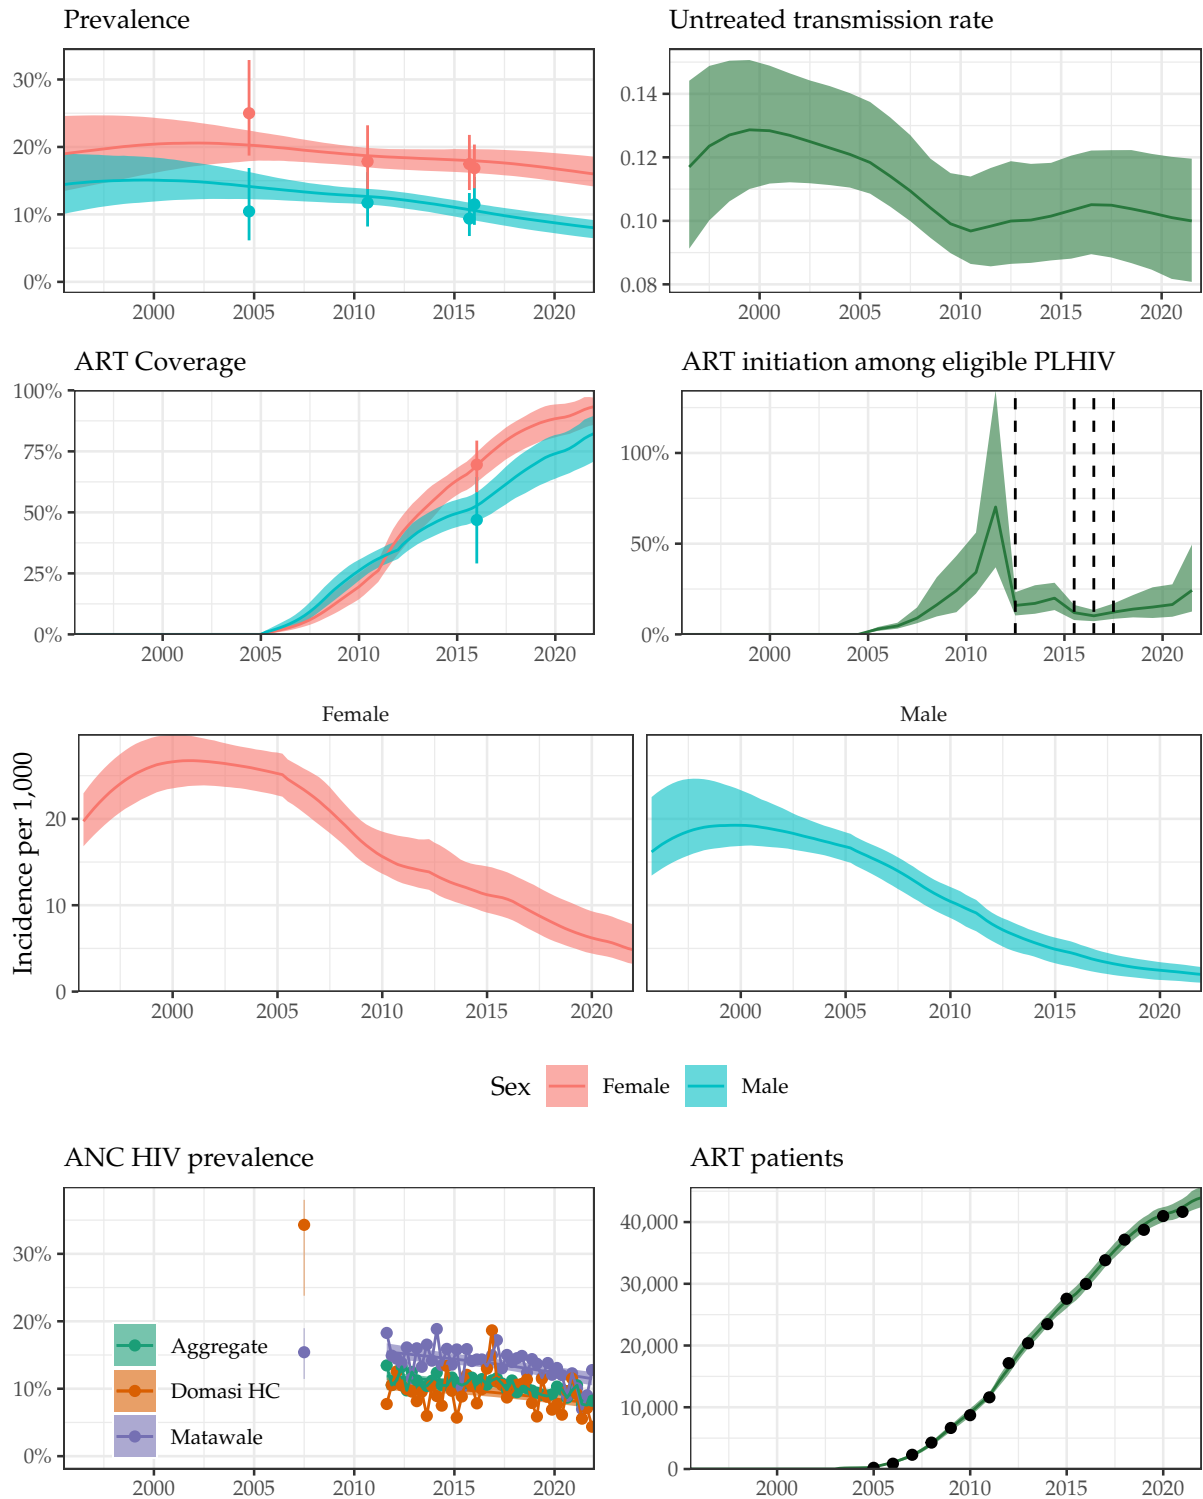 Prevalence
Untreated transmission rate
30%
20%
10%
0%
2000 2005 2010 2015 2020
0.14
0.12
0.10
0.08
2000 2005 2010 2015 2020
ART Coverage
ART initiation among eligible PLHIV
100%
75%
50%
25%
0%
2000 2005 2010 2015 2020
100%
50%
0%
2000 2005 2010 2015 2020
Female
Male
Incidence per 1,000
20
10
0
2000 2005 2010 2015 2020
2000 2005 2010 2015 2020
Sex Female Male
ANC HIV prevalence
ART patients
30%
20%
10%
0%
Aggregate
Domasi HC
Matawale
2000 2005 2010 2015 2020
40,000
30,000
20,000
10,000
0
2000 2005 2010 2015 2020